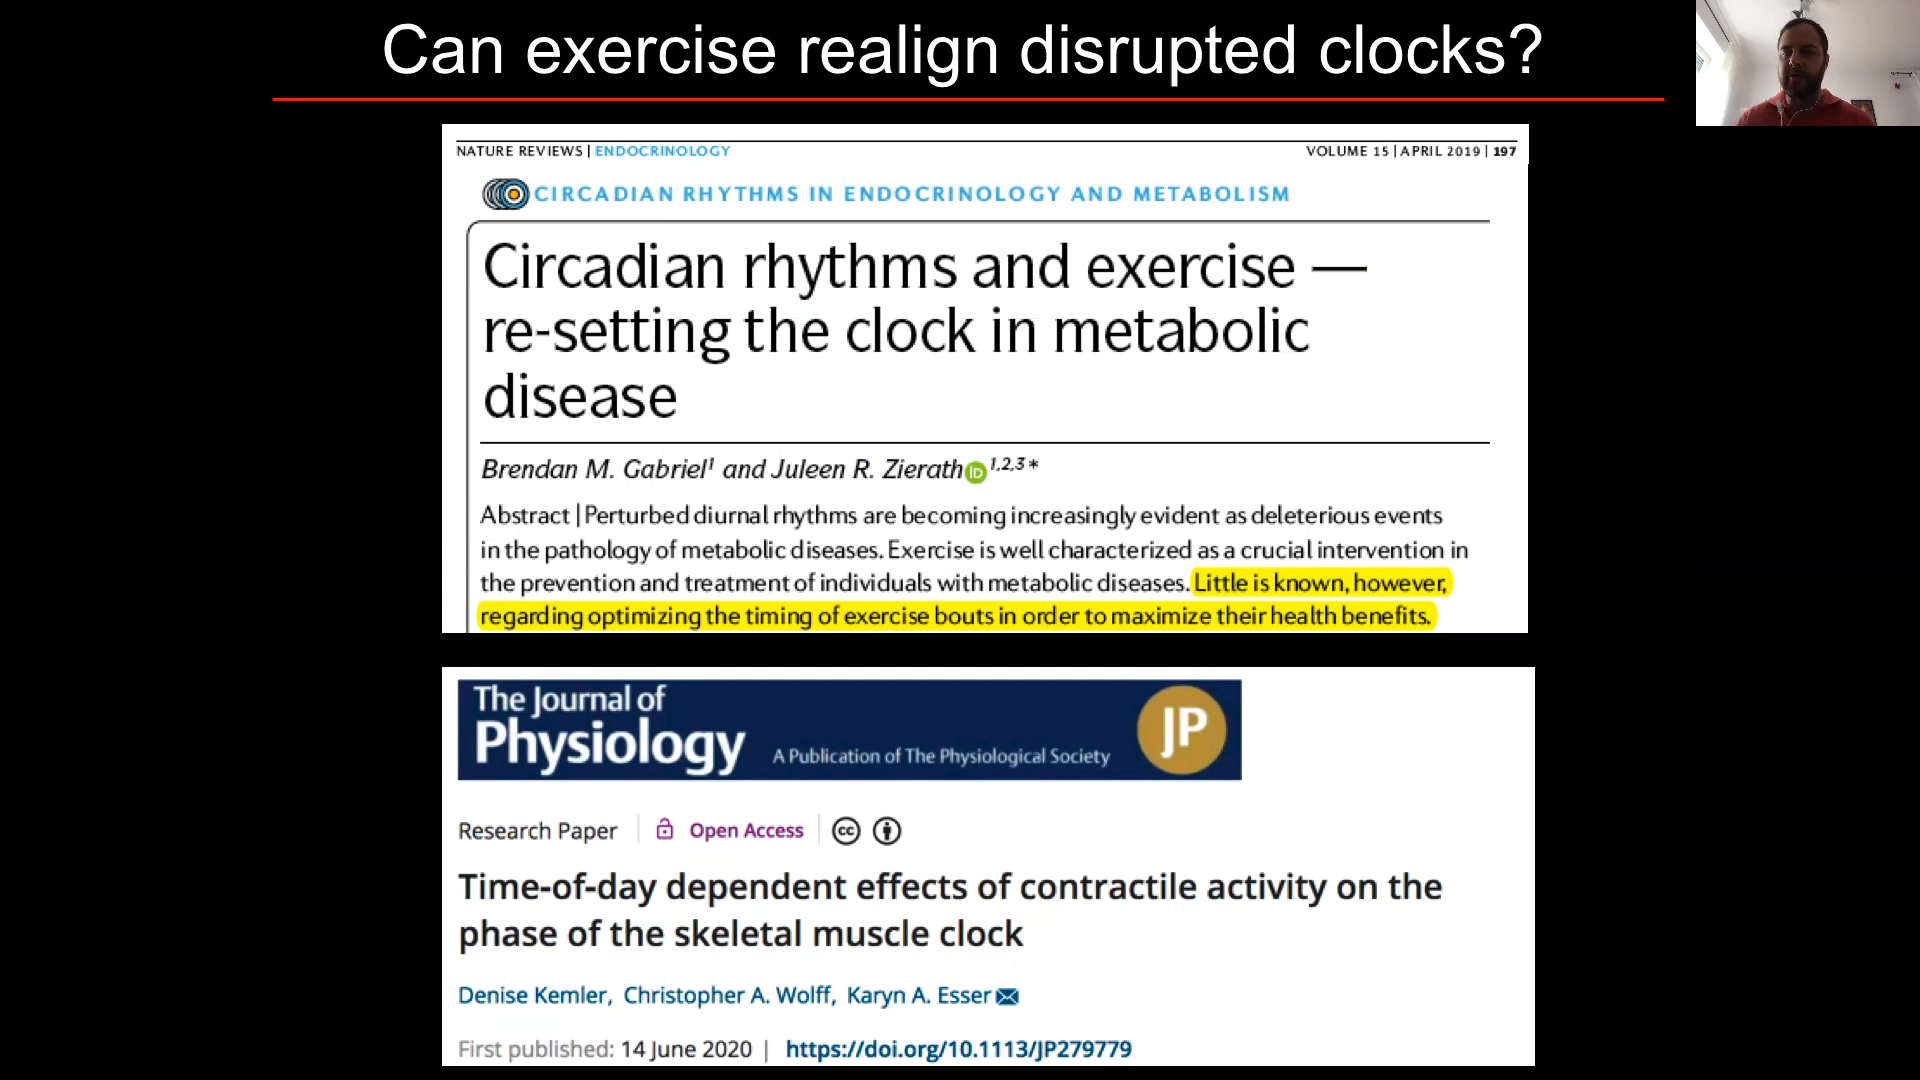 Can exercise realign disrupted clocks?
NATURE REVIEWS | ENDOCRINOLOGY
VOLUME 15 | APRIL 2019 | 197
CIRCADIAN RHYTHMS IN ENDOCRINOLOGY AND METABOLISM
Circadian rhythms and exercise —
re-setting the clock in metabolic
disease
Brendan M. Gabriel¹ and Juleen R. Zierath iD 1,2,3*
Abstract | Perturbed diurnal rhythms are becoming increasingly evident as deleterious events
in the pathology of metabolic diseases. Exercise is well characterized as a crucial intervention in
the prevention and treatment of individuals with metabolic diseases. Little is known, however,
regarding optimizing the timing of exercise bouts in order to maximize their health benefits.
The Journal of
Physiology
A Publication of The Physiological Society
JP
Research Paper | Open Access | cc
Time-of-day dependent effects of contractile activity on the
phase of the skeletal muscle clock
Denise Kemler, Christopher A. Wolff, Karyn A. Esser
First published: 14 June 2020 | https://doi.org/10.1113/JP279779